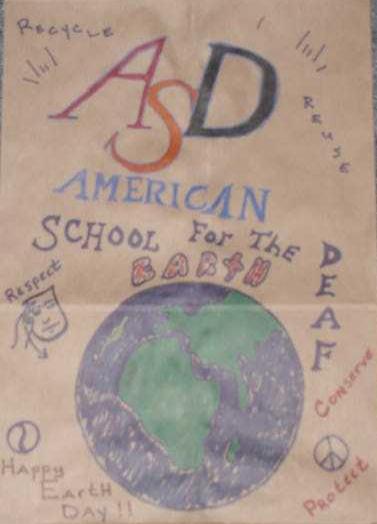 RECYCLE
ASD
REUSE
AMERICAN
SCHOOL For The
DEAF
EARTH
Respect
Conserve
Happy
Earth
Day!!
Protect